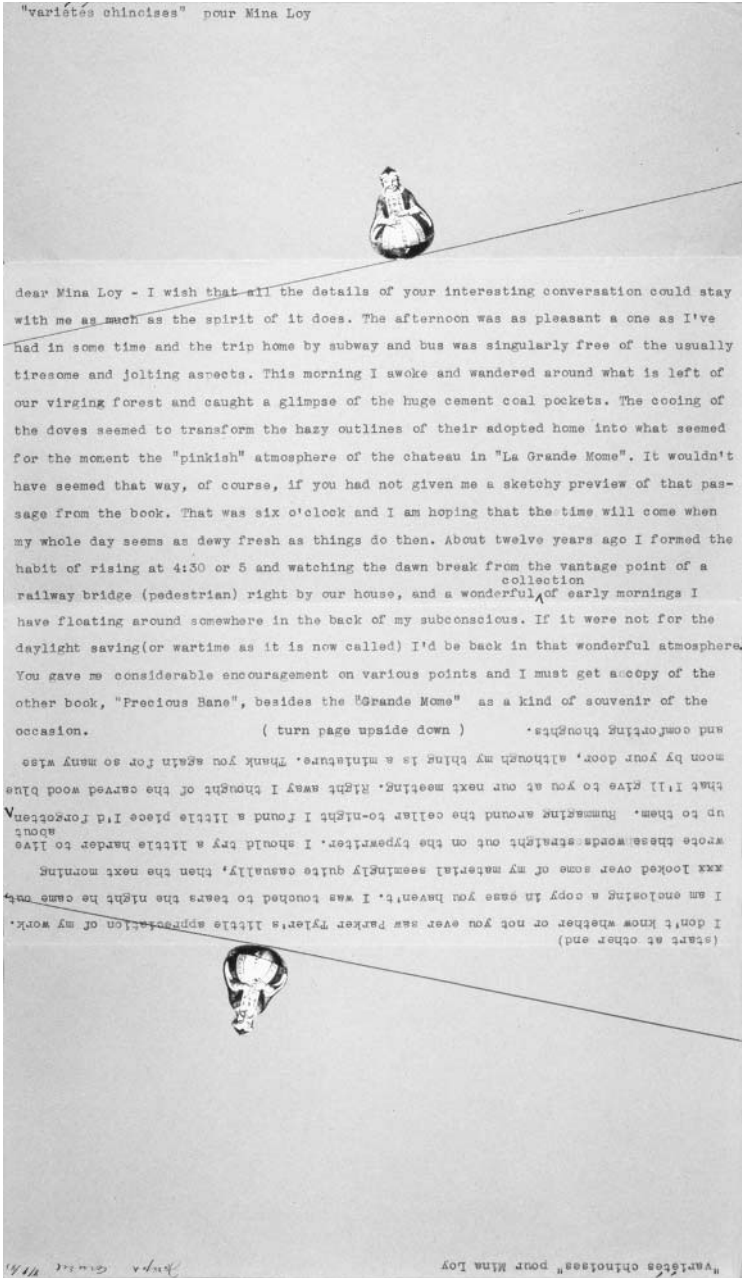 "variétés chinoises" pour Mina Loy
dear Mina Loy - I wish that all the details of your interesting conversation could stay
with me as much as the spirit of it does. The afternoon was as pleasant a one as I've
had in some time and the trip home by subway and bus was singularly free of the usually
tiresome and jolting aspects. This morning I awoke and wandered around what is left of
our virging forest and caught a glimpse of the huge cement coal pockets. The cooing of
the doves seemed to transform the hazy outlines of their adopted home into what seemed
for the moment the "pinkish" atmosphere of the chateau in "La Grande Mome". It wouldn't
have seemed that way, of course, if you had not given me a sketchy preview of that pas-
sage from the book. That was six o'clock and I am hoping that the time will come when
my whole day seems as dewy fresh as things do then. About twelve years ago I formed the
habit of rising at 4:30 or 5 and watching the dawn break from the vantage point of a
collection
railway bridge (pedestrian) right by our house, and a wonderful ^ of early mornings I
have floating around somewhere in the back of my subconscious. If it were not for the
daylight saving(or wartime as it is now called) I'd be back in that wonderful atmosphere.
You gave me considerable encouragement on various points and I must get a copy of the
other book, "Precious Bane", besides the "Grande Mome" as a kind of souvenir of the
occasion. ( turn page upside down )
"variétés chinoises" pour Mina Loy
Joseph Cornell
(start at other end)
I don't know whether or not you ever saw Parker Tyler's little appreciation of my work.
I am enclosing a copy in case you haven't. I was touched to tears the night he came out,
xxx looked over some of my material seemingly quite casually, then the next morning
wrote these words straight out on the typewriter. I should try a little harder to live
about
up to them. Rummaging around the cellar to-night I found a little piece I'd forgotten ^
that I'll give to you at our next meeting. Right away I thought of the carved wood blue
moon by your door, although my thing is a miniature. Thank you again for so many wise
and comforting thoughts.